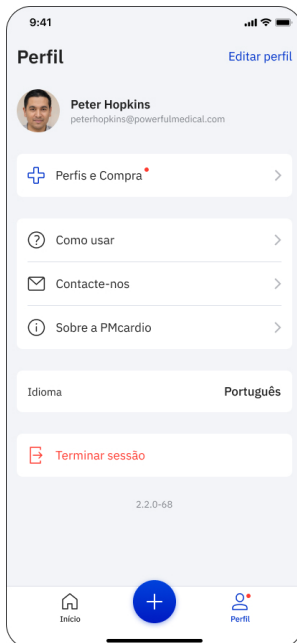 9:41
Perfil
Editar perfil
Peter Hopkins
peterhopkins@powerfulmedical.com
Perfis e Compra
Como usar
Contacte-nos
Sobre a PMcardio
Idioma
Português
Terminar sessão
2.2.0-68
Início
Perfil